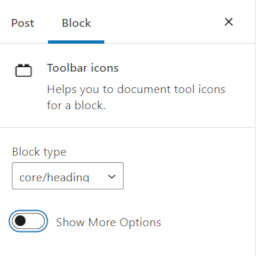 Post Block
Toolbar icons
Helps you to document tool icons
for a block.
Block type
core/heading
Show More Options